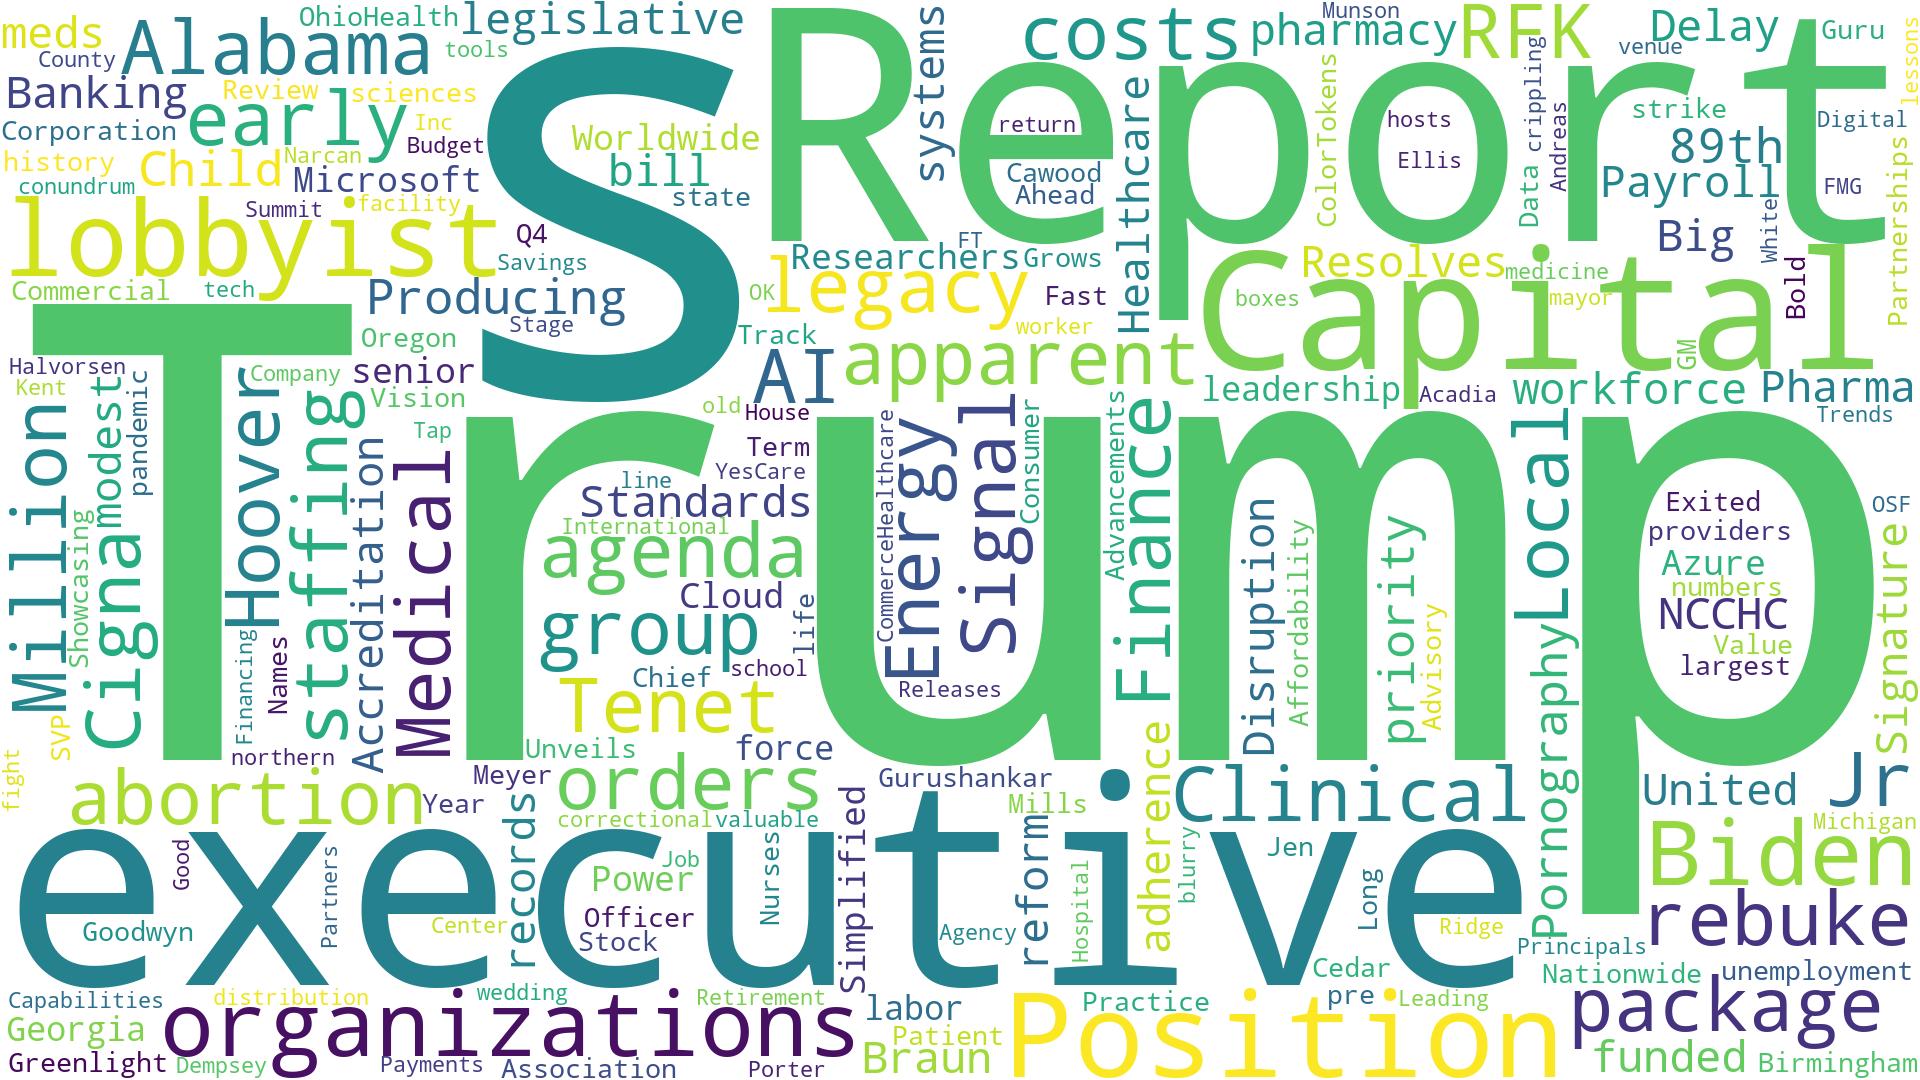 meds
County
Alabama
OhioHealth
legislative
tools
Banking
Review
sciences
early
Inc
Corporation
Budget
history
Child
Narcan
conundrum
Microsoft
Summit
facility
lobbyist
Q4
Savings
Commercial
tech
Producing
Stage
S
Worldwide
bill
state
Report
systems
return
Cawood
Ahead
costs
pharmacy
Munson
RFK
Healthcare
ColorTokens
hosts
Ellis
Data
crippling
Andreas
Delay
venue
Guru
lessons
strike
89th
Digital
Payroll
FMG
Partnerships
Big
White
Bold
FT
Researchers
Grows
OK
legacy
Fast
worker
Track
AI
apparent
Capital
Resolves
medicine
boxes
mayor
GM
leadership
Acadia
workforce
Pharma
Trends
Trump
Halvorsen
Kent
Million
Cigna
modest
pandemic
Showcasing
SVP
fight
Oregon
Company
senior
Vision
Tap
Hoover
staffing
Accreditation
Medical
Financing
Names
northern
old
House
Term
line
YesCare
Standards
International
agenda
Cloud
group
life
Chief
school
Tenet
Unveils
force
Meyer
orders
CommerceHealthcare
Energy
Signal
Consumer
Releases
Advancements
Finance
Disruption
Affordability
priority
Advisory
Local
Pornography
Exited
providers
Azure
numbers
NCCHC
Value
largest
OSF
Signature
abortion
Year
correctional
valuable
Gurushankar
Mills
Clinical
United
Jr
Michigan
Biden
executive
Good
Goodwyn
Partners
Center
records
Job
Power
Officer
Stock
Nurses
Simplified
Agency
reform
Hospital
adherence
blurry
Jen
Long
Ridge
Cedar
pre
Leading
rebuke
Principals
Nationwide
unemployment
Capabilities
distribution
wedding
Retirement
labor
Practice
Georgia
organizations
Patient
Position
package
Greenlight
Dempsey
Payments
Association
Porter
Braun
funded
Birmingham